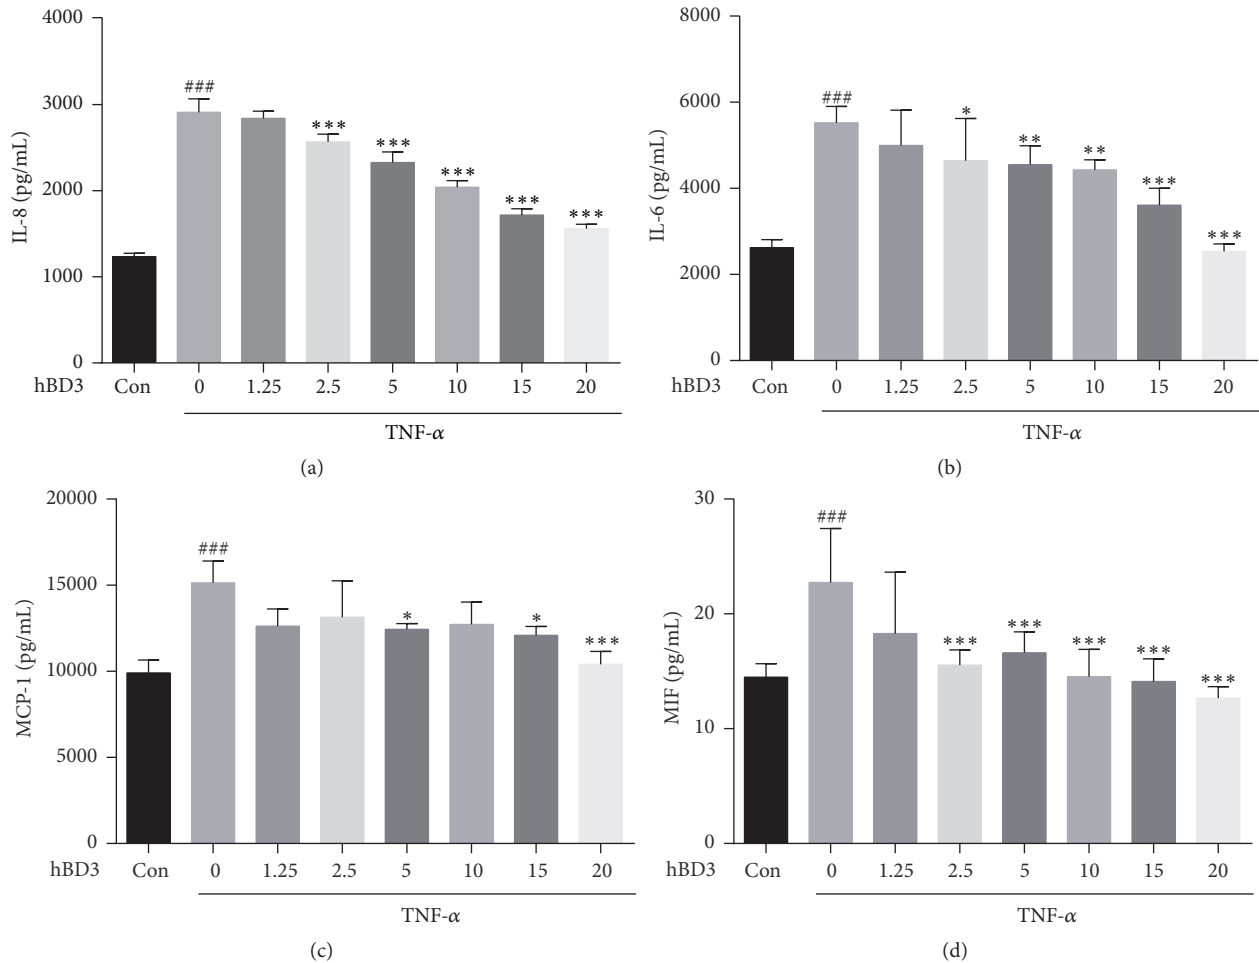 4000
3000
2000
1000
0
IL-8 (pg/mL)
###
***
***
***
***
***
hBD3 Con 0 1.25 2.5 5 10 15 20
TNF-α
(a)
8000
6000
4000
2000
0
IL-6 (pg/mL)
###
*
**
**
***
***
hBD3 Con 0 1.25 2.5 5 10 15 20
TNF-α
(b)
20000
15000
10000
5000
0
MCP-1 (pg/mL)
###
*
*
***
hBD3 Con 0 1.25 2.5 5 10 15 20
TNF-α
(c)
30
20
10
0
MIF (pg/mL)
###
***
***
***
***
***
hBD3 Con 0 1.25 2.5 5 10 15 20
TNF-α
(d)